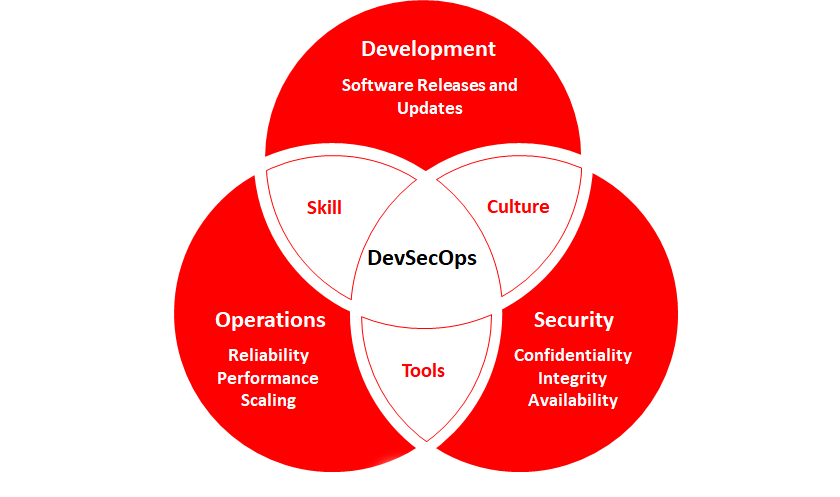 Development
Software Releases and
Updates
Skill
Culture
DevSecOps
Operations
Reliability
Performance
Scaling
Security
Confidentiality
Integrity
Availability
Tools